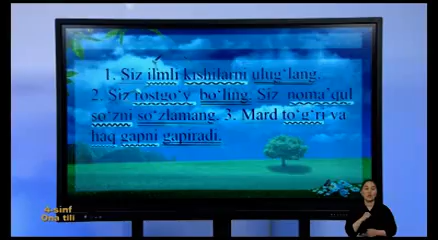 1. Siz ilmli kishilarni ulug‘lang.
2. Siz rostgo‘y bo‘ling. Siz noma’qul
so‘zni so‘zlamang. 3. Mard to‘g‘ri va
haq gapni gapiradi.
4-sinf
Ona tili